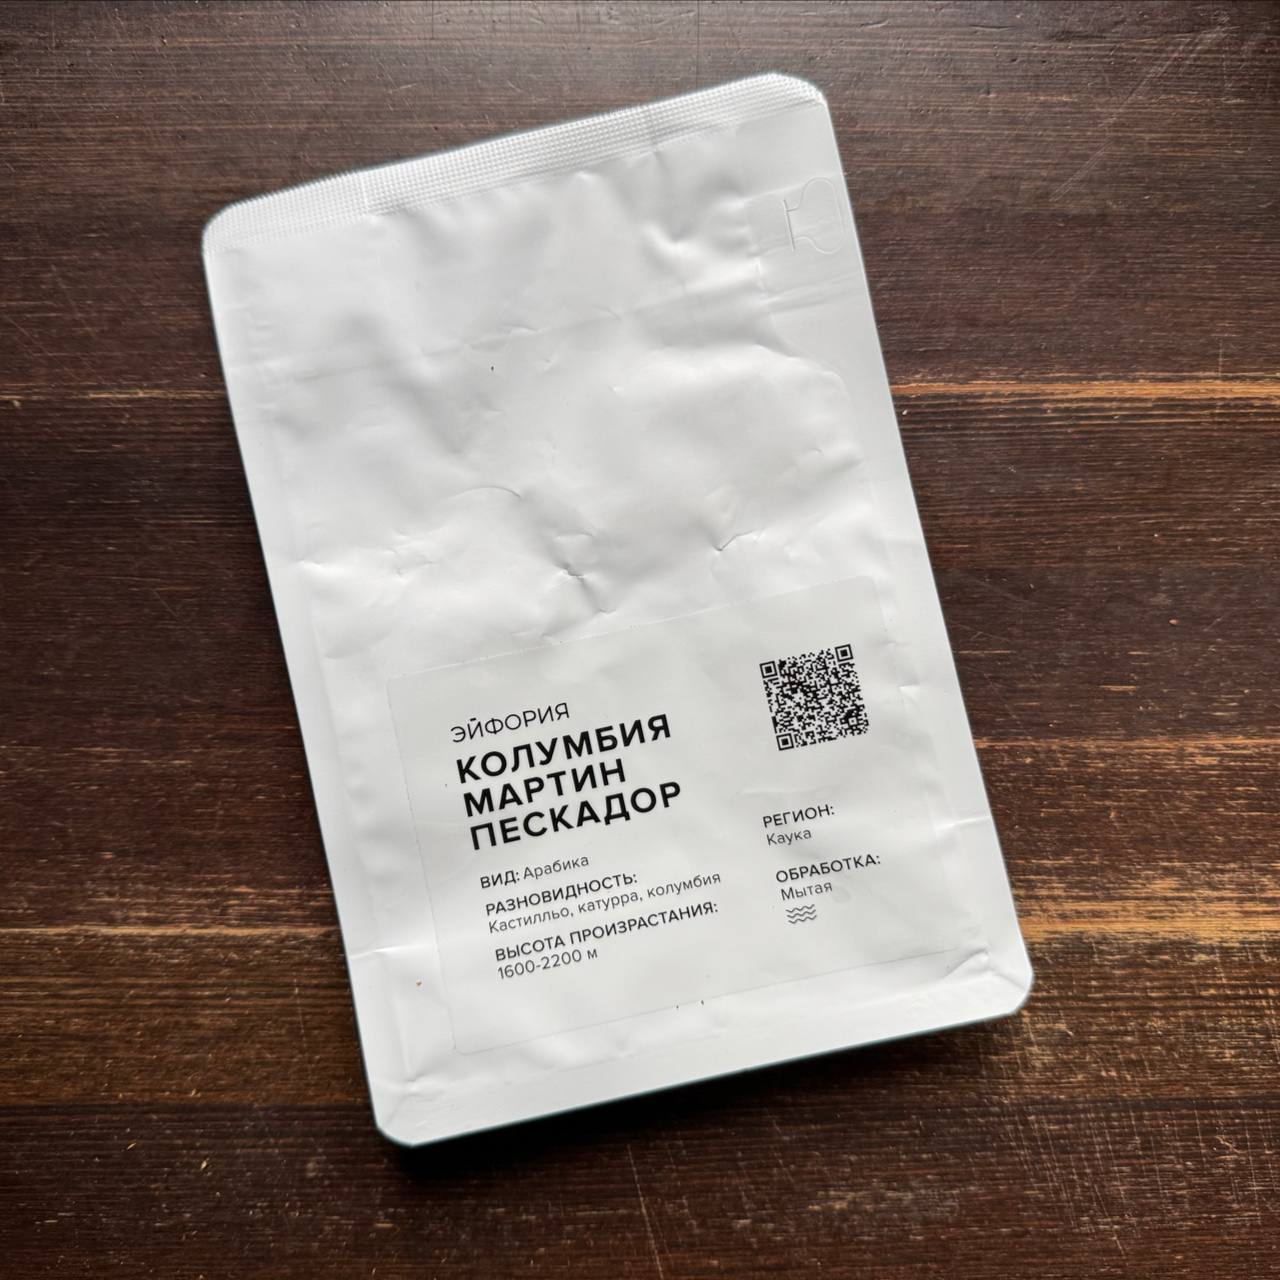 ЭЙФОРИЯ
КОЛУМБИЯ
МАРТИН
ПЕСКАДОР
ВИД: Арабика
РАЗНОВИДНОСТЬ:
Кастилльо, катурра, колумбия
ВЫСОТА ПРОИЗРАСТАНИЯ:
1600-2200 м
РЕГИОН:
Каука
ОБРАБОТКА:
Мытая